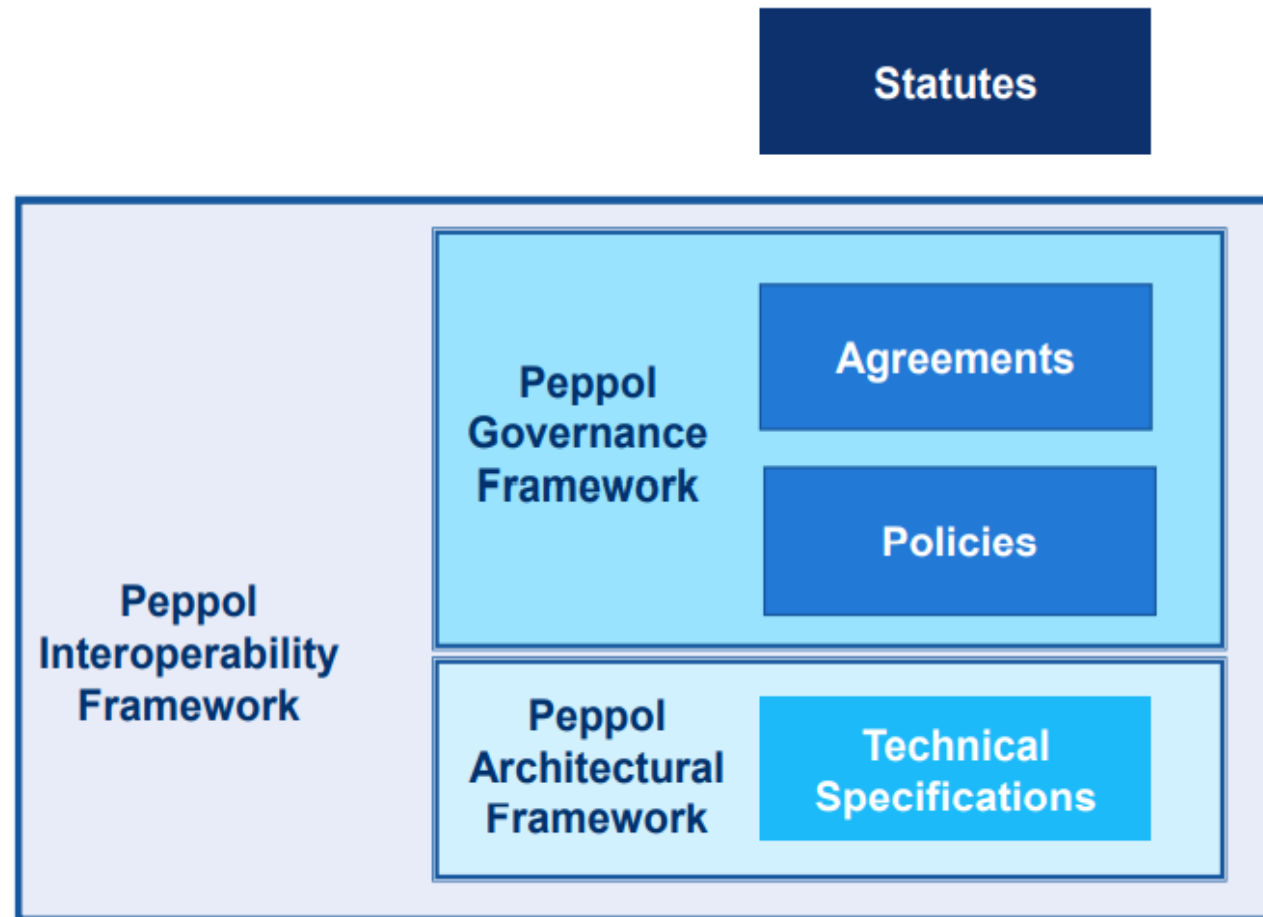 Statutes
Peppol
Interoperability
Framework
Peppol
Governance
Framework
Agreements
Policies
Peppol
Architectural
Framework
Technical
Specifications